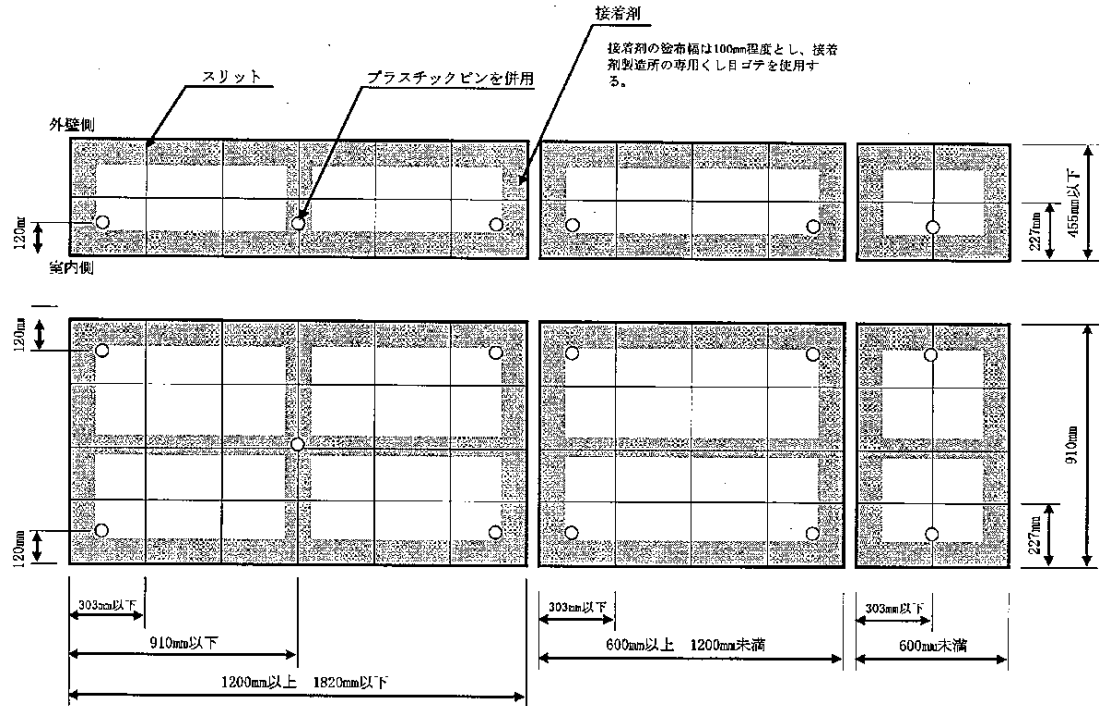 接着剤
接着剤の塗布幅は100mm程度とし、接着
剤製造所の専用くし目ゴテを使用す
る。
スリット
プラスチックピンを併用
外壁側
120mm
室内側
227mm
455mm以下
120mm
120mm
910mm
227mm
303mm以下
910mm以下
1200mm以上 1820mm以下
303mm以下
600mm以上 1200mm未満
303mm以下
600mm未満